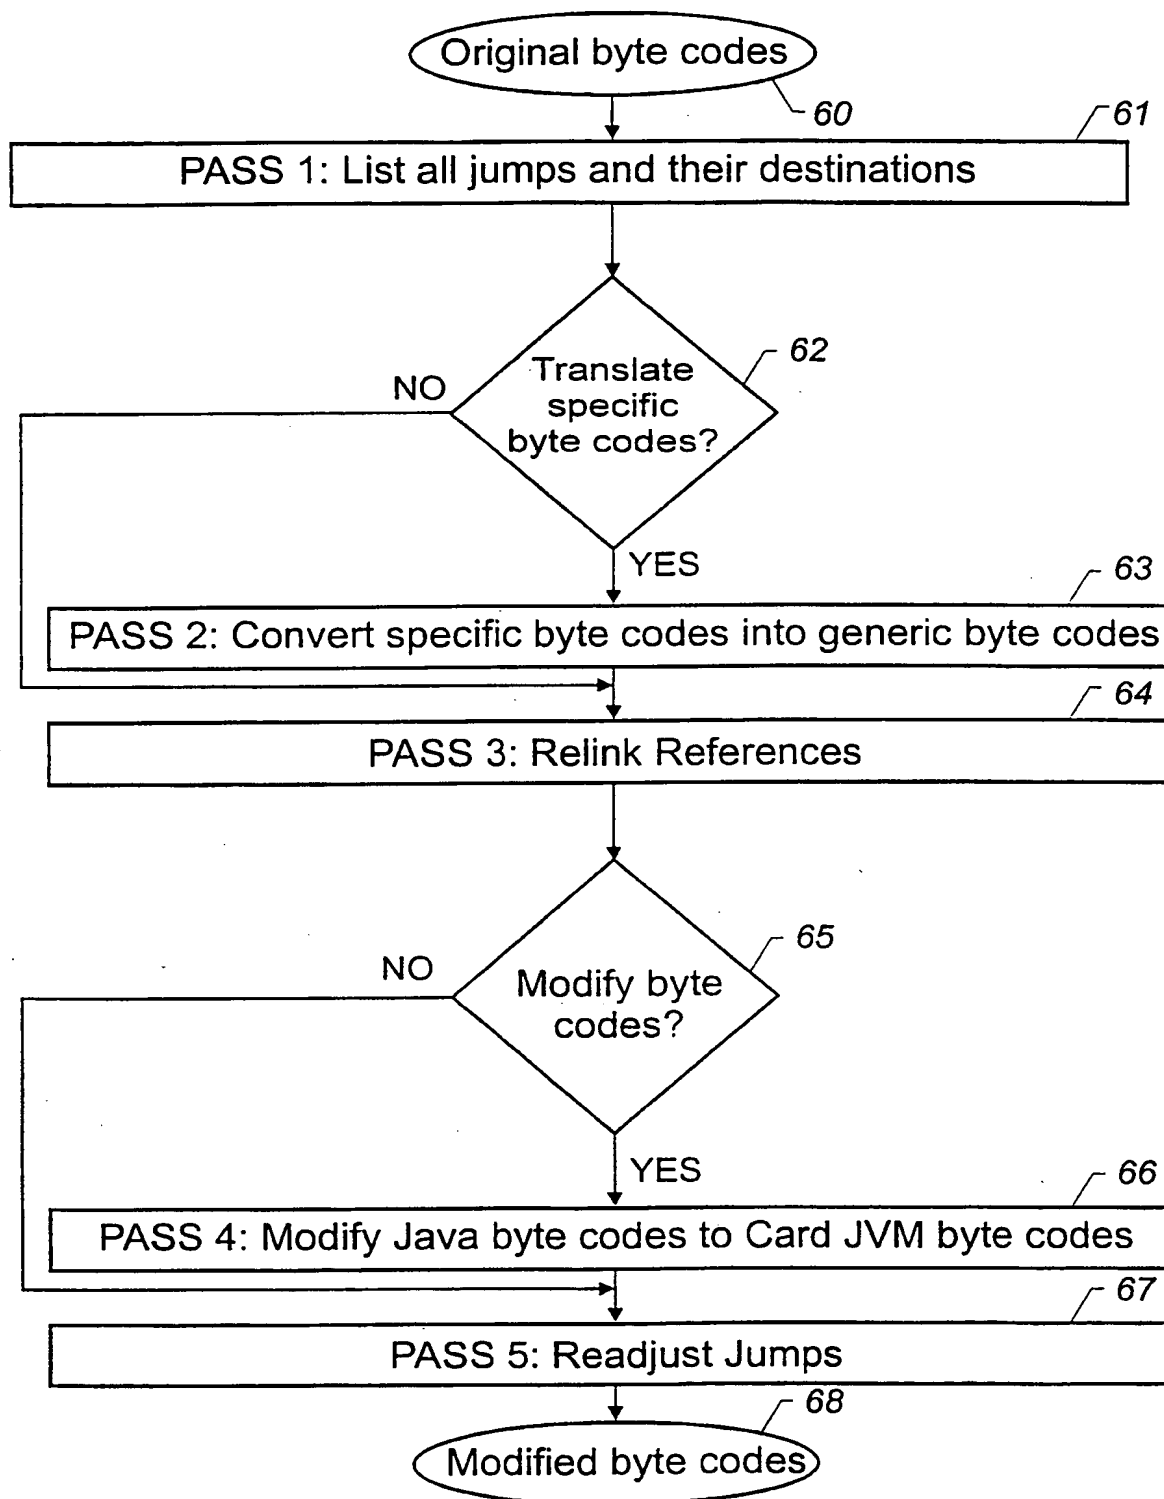 Original byte codes
60
61
PASS 1: List all jumps and their destinations
62
Translate
specific
byte codes?
NO
YES
63
PASS 2: Convert specific byte codes into generic byte codes
64
PASS 3: Relink References
65
NO
Modify byte
codes?
YES
66
PASS 4: Modify Java byte codes to Card JVM byte codes
67
PASS 5: Readjust Jumps
68
Modified byte codes